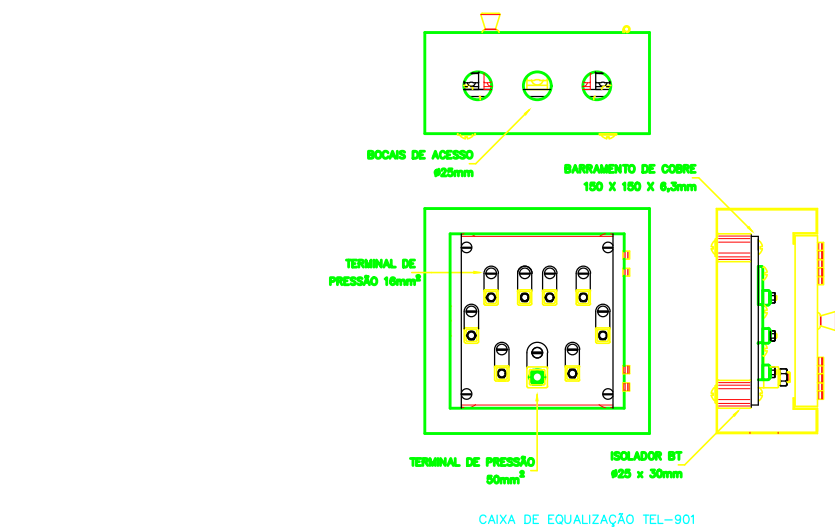 BOCAIS DE ACESSO
ø25mm
BARRAMENTO DE COBRE
150 X 150 X 6,3mm
TERMINAL DE
PRESSÃO 16mm²
TERMINAL DE PRESSÃO
50mm²
ISOLADOR BT
ø25 x 30mm
CAIXA DE EQUALIZAÇÃO TEL-901